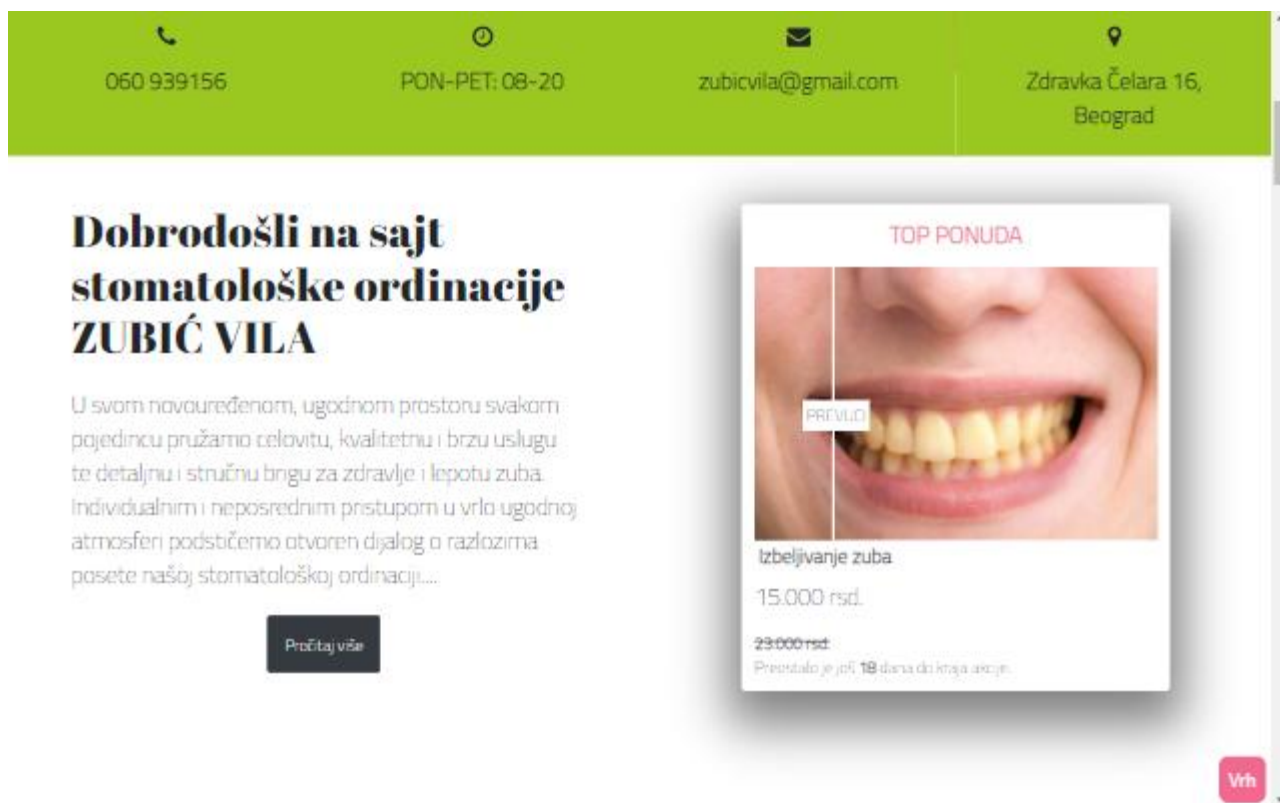 060 939156
PON-PET: 08-20
zubicvila@gmail.com
Zdravka Čelara 16,
Beograd
Dobrodošli na sajt
stomatološke ordinacije
ZUBIĆ VILA
U svom novouređenom, ugodnom prostoru svakom
pojedincu pružamo celovitu, kvalitetnu i brzu uslugu
te detaljnu i stručnu brigu za zdravlje i lepotu zuba.
Individualnim i neposrednim pristupom u vrlo ugodnoj
atmosferi podstičemo otvoren dijalog o razlozima
posete našoj stomatološkoj ordinaciji....
Pročitaj više
TOP PONUDA
PREVUCI
Izbeljivanje zuba
15.000 rsd.
23.000 rsd.
Preostalo je još 18 dana do kraja akcije.
Vrh